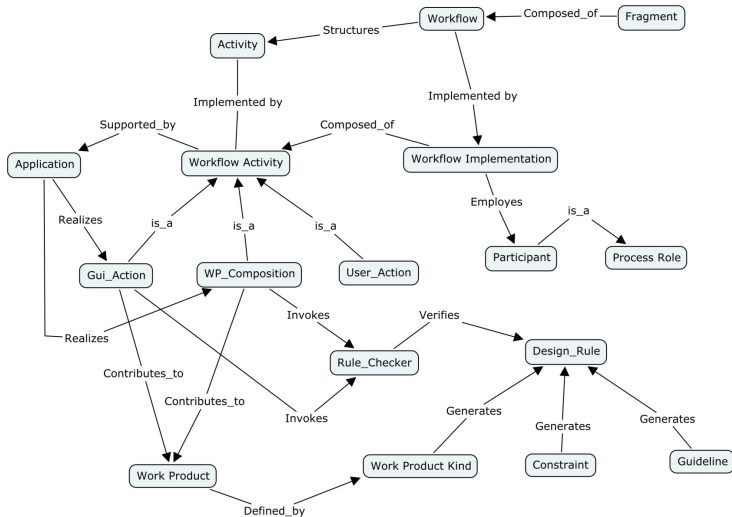 Workflow
Composed_of
Fragment
Structures
Activity
Implemented by
Implemented by
Supported_by
Composed_of
Application
Workflow Activity
Workflow Implementation
Employes
Realizes
is_a
is_a
is_a
is_a
Gui_Action
WP_Composition
User_Action
Participant
Process Role
Invokes
Verifies
Realizes
Rule_Checker
Design_Rule
Contributes_to
Contributes_to
Invokes
Generates
Generates
Generates
Work Product
Work Product Kind
Constraint
Guideline
Defined_by